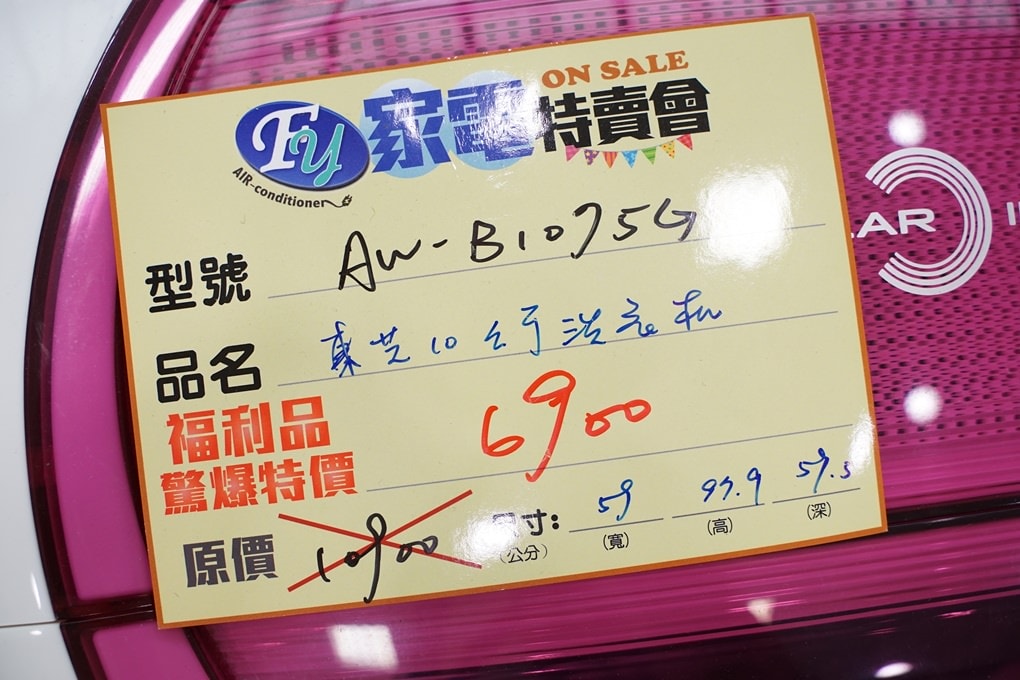 ON SALE
Fy 家電特賣會
AIR-conditioner
型號 AW-B1075G
品名 東芝10公斤洗衣机
福利品
驚爆特價 6900
原價 10900
尺寸: 59 97.9 57.5
(公分) (寬) (高) (深)
LAR